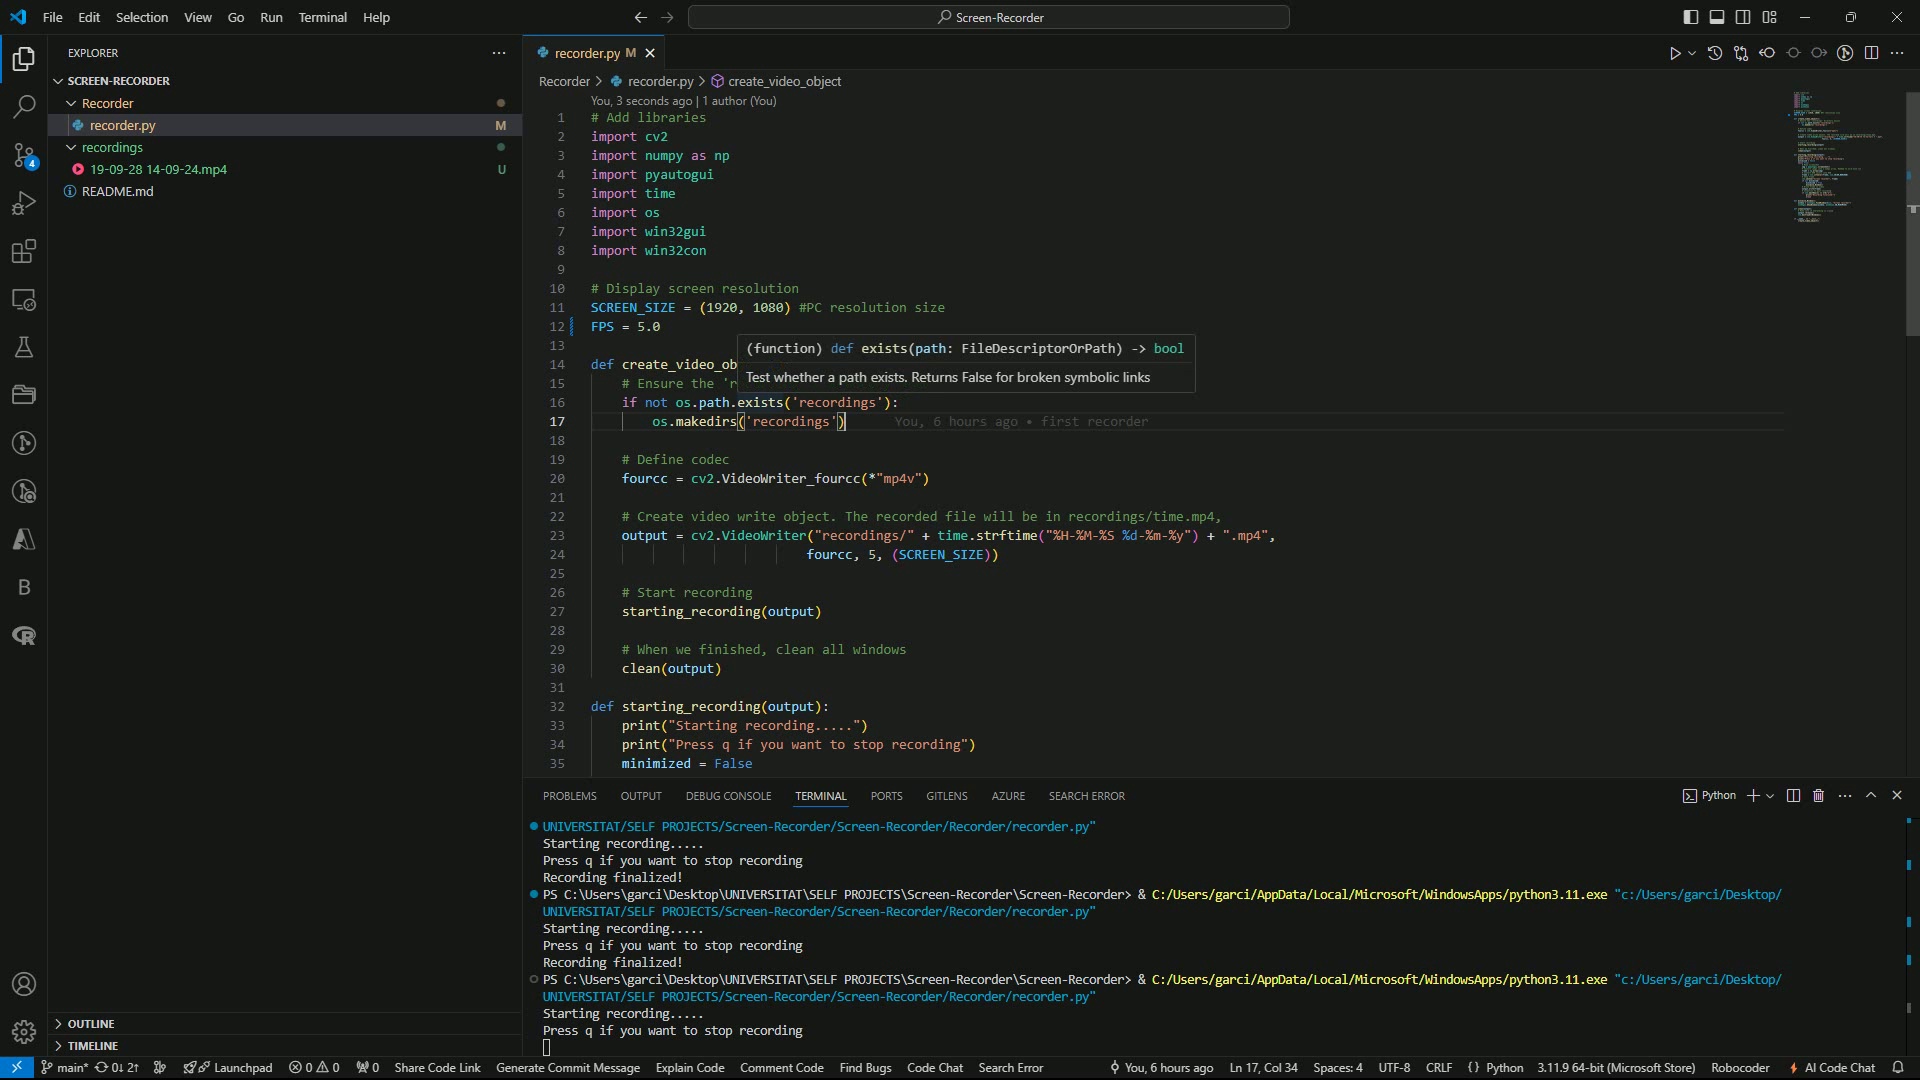 File Edit Selection View Go Run Terminal Help
Screen-Recorder
EXPLORER
SCREEN-RECORDER
Recorder
recorder.py M
recordings
19-09-28 14-09-24.mp4 U
README.md
4
recorder.py M
Recorder > recorder.py > create_video_object
You, 3 seconds ago | 1 author (You)
1 # Add libraries
2 import cv2
3 import numpy as np
4 import pyautogui
5 import time
6 import os
7 import win32gui
8 import win32con
9
10 # Display screen resolution
11 SCREEN_SIZE = (1920, 1080) #PC resolution size
12 FPS = 5.0
13
(function) def exists(path: FileDescriptorOrPath) -> bool
14 def create_video_ob
Test whether a path exists. Returns False for broken symbolic links
15 # Ensure the 'r
16 if not os.path.exists('recordings'):
17 os.makedirs('recordings') You, 6 hours ago • first recorder
18
19 # Define codec
20 fourcc = cv2.VideoWriter_fourcc(*"mp4v")
21
22 # Create video write object. The recorded file will be in recordings/time.mp4,
23 output = cv2.VideoWriter("recordings/" + time.strftime("%H-%M-%S %d-%m-%y") + ".mp4",
24 fourcc, 5, (SCREEN_SIZE))
25
26 # Start recording
27 starting_recording(output)
28
29 # When we finished, clean all windows
30 clean(output)
31
32 def starting_recording(output):
33 print("Starting recording.....")
34 print("Press q if you want to stop recording")
35 minimized = False
PROBLEMS OUTPUT DEBUG CONSOLE TERMINAL PORTS GITLENS AZURE SEARCH ERROR
Python
UNIVERSITAT/SELF PROJECTS/Screen-Recorder/Screen-Recorder/Recorder/recorder.py"
Starting recording.....
Press q if you want to stop recording
Recording finalized!
PS C:\Users\garci\Desktop\UNIVERSITAT\SELF PROJECTS\Screen-Recorder\Screen-Recorder> & C:/Users/garci/AppData/Local/Microsoft/WindowsApps/python3.11.exe "c:/Users/garci/Desktop/
UNIVERSITAT/SELF PROJECTS/Screen-Recorder/Screen-Recorder/Recorder/recorder.py"
Starting recording.....
Press q if you want to stop recording
Recording finalized!
PS C:\Users\garci\Desktop\UNIVERSITAT\SELF PROJECTS\Screen-Recorder\Screen-Recorder> & C:/Users/garci/AppData/Local/Microsoft/WindowsApps/python3.11.exe "c:/Users/garci/Desktop/
UNIVERSITAT/SELF PROJECTS/Screen-Recorder/Screen-Recorder/Recorder/recorder.py"
Starting recording.....
Press q if you want to stop recording
OUTLINE
TIMELINE
main* 0↓ 2↑ Launchpad 0 0 0 Share Code Link Generate Commit Message Explain Code Comment Code Find Bugs Code Chat Search Error You, 6 hours ago Ln 17, Col 34 Spaces: 4 UTF-8 CRLF {} Python 3.11.9 64-bit (Microsoft Store) Robocoder AI Code Chat